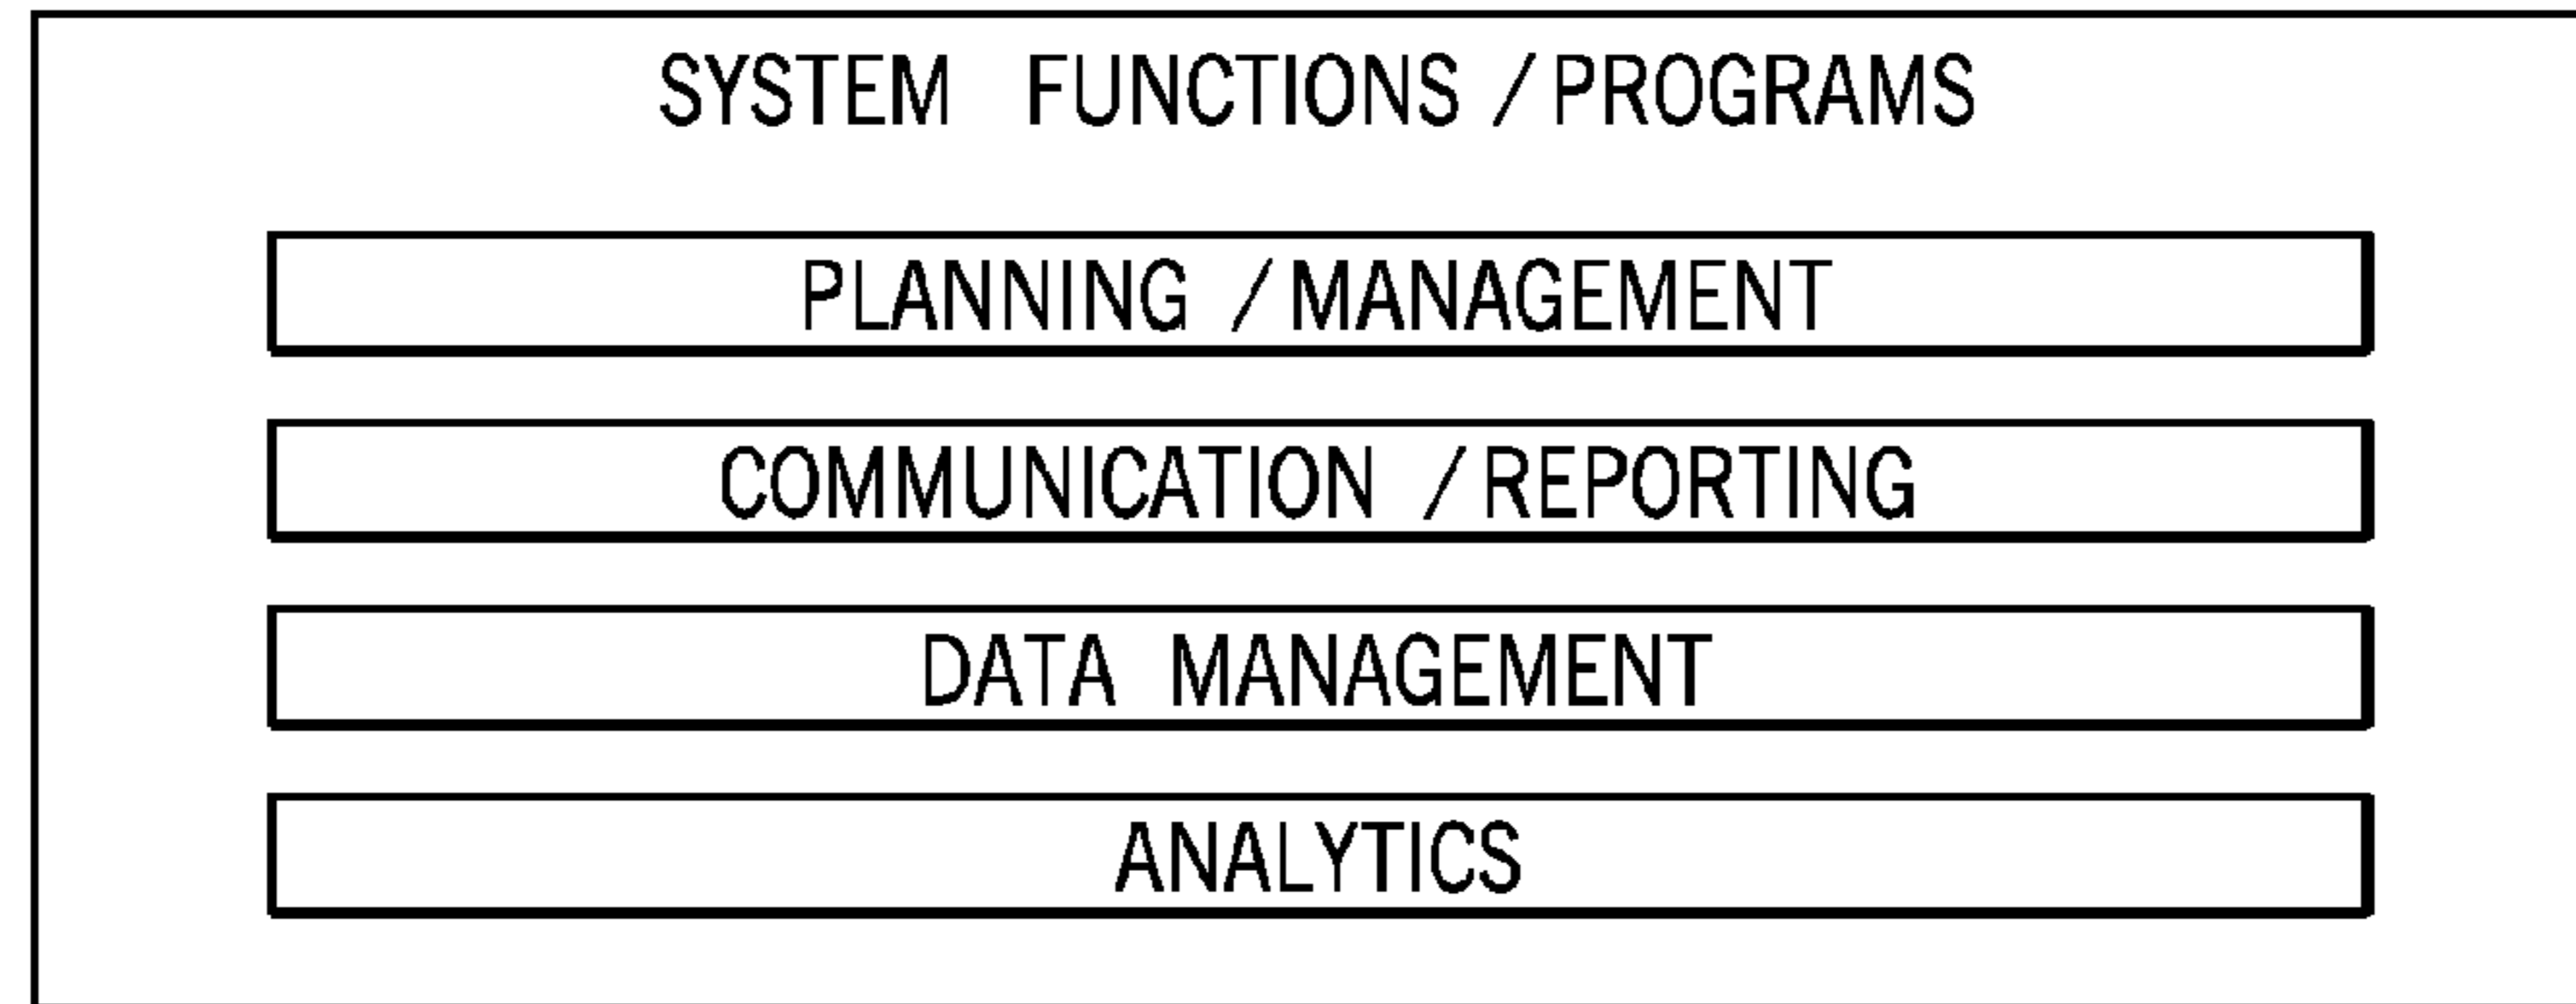 SYSTEM FUNCTIONS / PROGRAMS
PLANNING / MANAGEMENT
COMMUNICATION / REPORTING
DATA MANAGEMENT
ANALYTICS